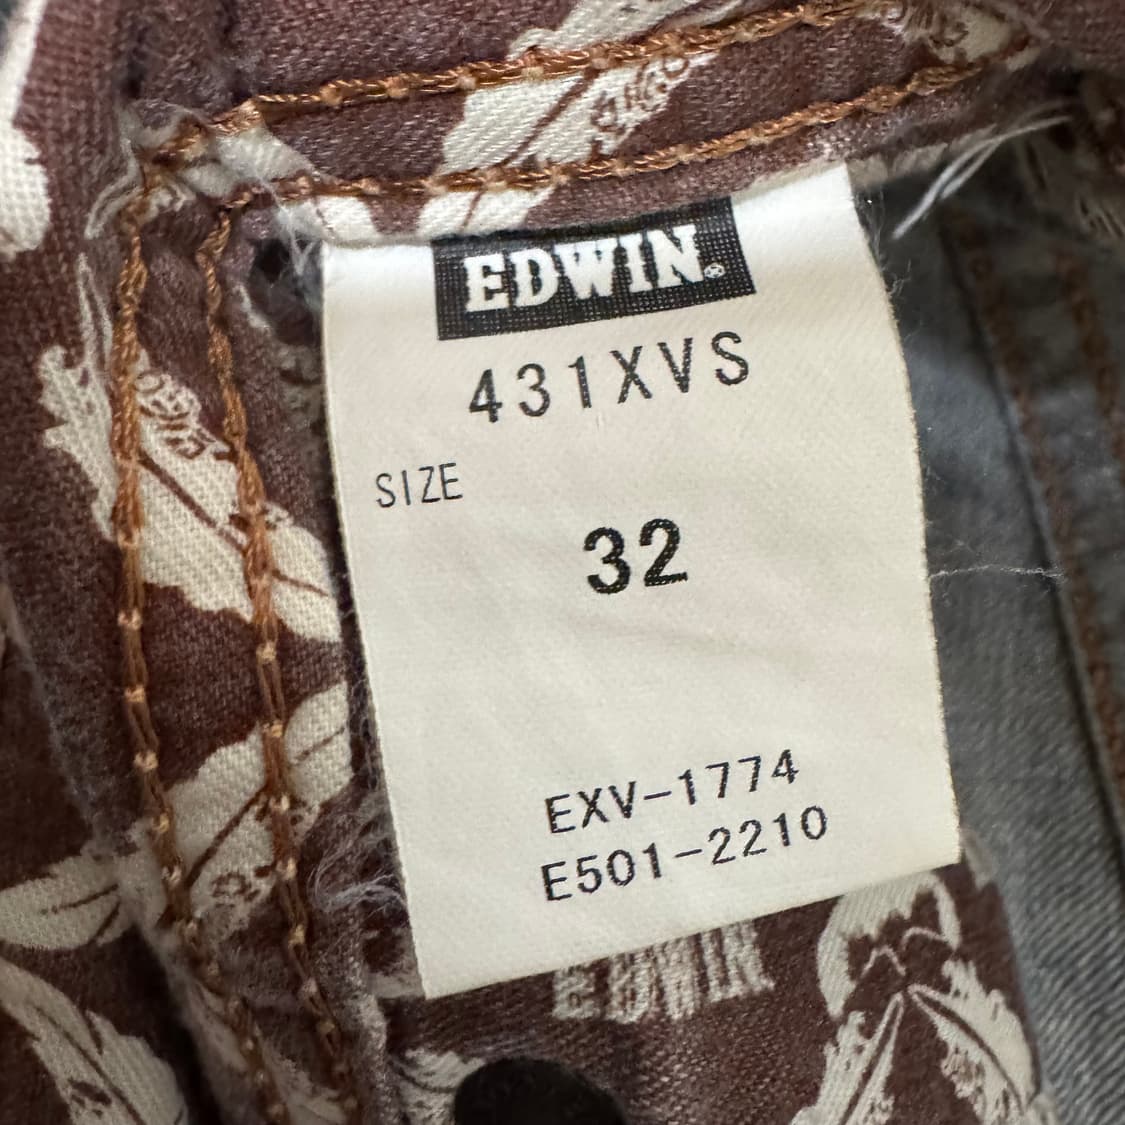 EDWIN
431XVS
SIZE
32
EXV-1774
E501-2210
EDWIN